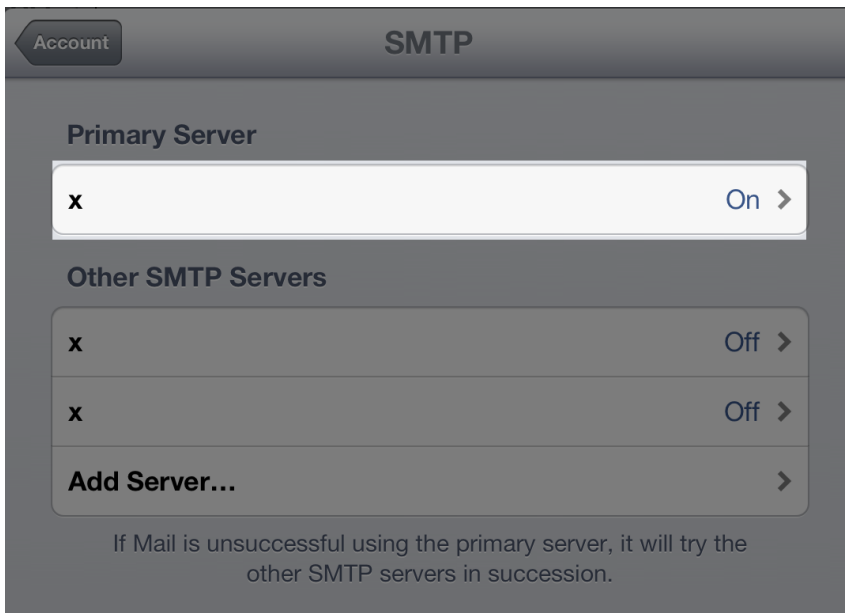 Account
SMTP
Primary Server
x On
Other SMTP Servers
x Off
x Off
Add Server...
If Mail is unsuccessful using the primary server, it will try the
other SMTP servers in succession.